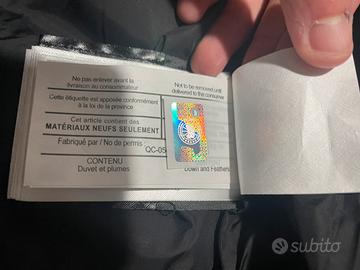 Ne pas enlever avant la
livraison au consommateur
Not to be removed until
delivered to the consumer
Cette étiquette est apposée conformément
à la loi de la province
Cet article contient des
MATÉRIAUX NEUFS SEULEMENT
Fabriqué par / No de permis
QC-05
CONTENU
Duvet et plumes
Down and Feathers
subito